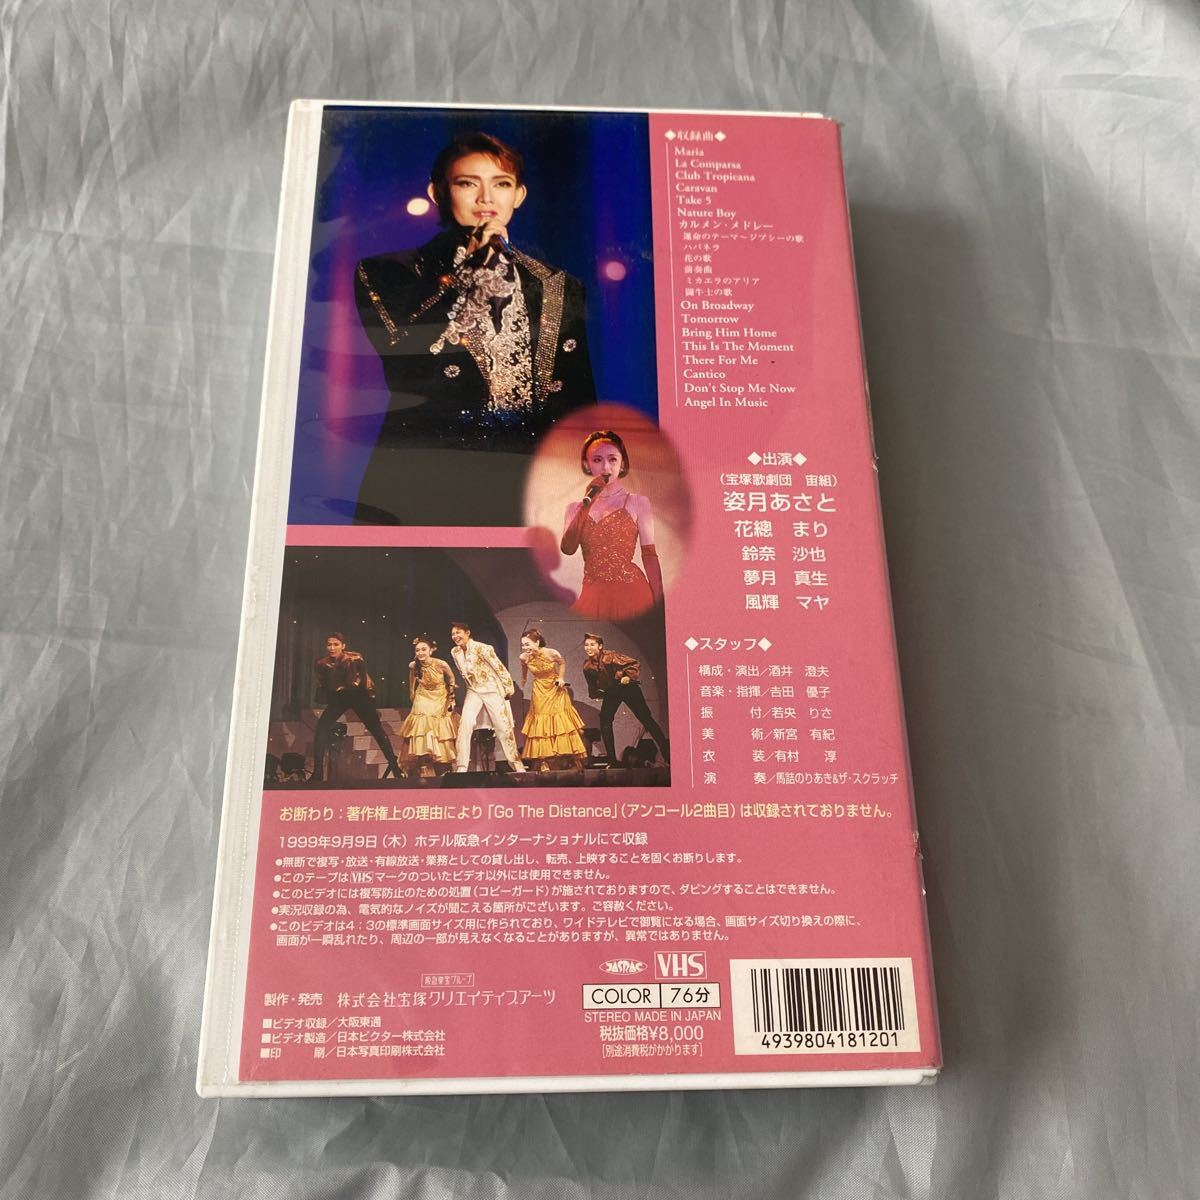 ◆収録曲◆
Maria
La Comparsa
Club Tropicana
Caravan
Take 5
Nature Boy
カルメン・メドレー
運命のテーマ〜ジプシーの歌
ハバネラ
花の歌
前奏曲
ミカエラのアリア
闘牛士の歌
On Broadway
Tomorrow
Bring Him Home
This Is The Moment
There For Me
Cantico
Don't Stop Me Now
Angel In Music
◆出演◆
(宝塚歌劇団 宙組)
姿月あさと
花總 まり
鈴奈 沙也
夢月 真生
風輝 マヤ
◆スタッフ◆
構成・演出/酒井 澄夫
音楽・指揮/吉田 優子
振 付/若央 りさ
美 術/新宮 有紀
衣 装/有村 淳
演 奏/馬詰のりあき&ザ・スクラッチ
お断わり:著作権上の理由により「Go The Distance」(アンコール2曲目)は収録されておりません。
1999年9月9日(木)ホテル阪急インターナショナルにて収録
●無断で複写・放送・有線放送・業務としての貸し出し、転売、上映することを固くお断りします。
●このテープはVHSマークのついたビデオ以外には使用できません。
●このビデオには複写防止のための処置(コピーガード)が施されておりますので、ダビングすることはできません。
●実況収録の為、電気的なノイズが聞こえる箇所がございます。ご容赦ください。
●このビデオは4:3の標準画面サイズ用に作られており、ワイドテレビで御覧になる場合、画面サイズ切り換えの際に、
画面が一瞬乱れたり、周辺の一部が見えなくなることがありますが、異常ではありません。
阪急東宝グループ
製作・発売 株式会社宝塚クリエイティブアーツ
■ビデオ収録/大阪東通
■ビデオ製造/日本ビクター株式会社
■印 刷/日本写真印刷株式会社
JASRAC VHS
COLOR 76分
STEREO MADE IN JAPAN
税抜価格¥8,000
[別途消費税がかかります]
4939804181201